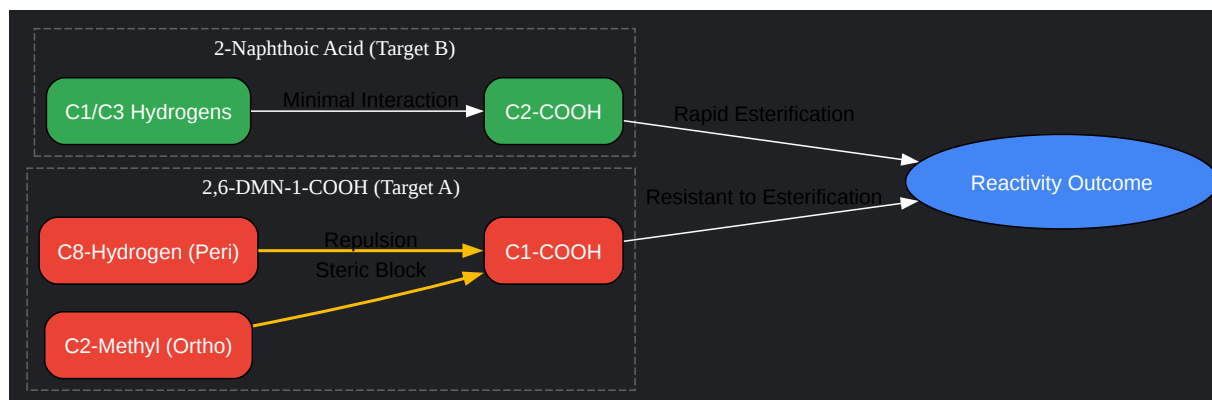 2-Naphthoic Acid (Target B)
C1/C3 Hydrogens
Minimal Interaction
C2-COOH
Rapid Esterification
2,6-DMN-1-COOH (Target A)
C8-Hydrogen (Peri)
Repulsion
Steric Block
C1-COOH
Resistant to Esterification
C2-Methyl (Ortho)
Reactivity Outcome